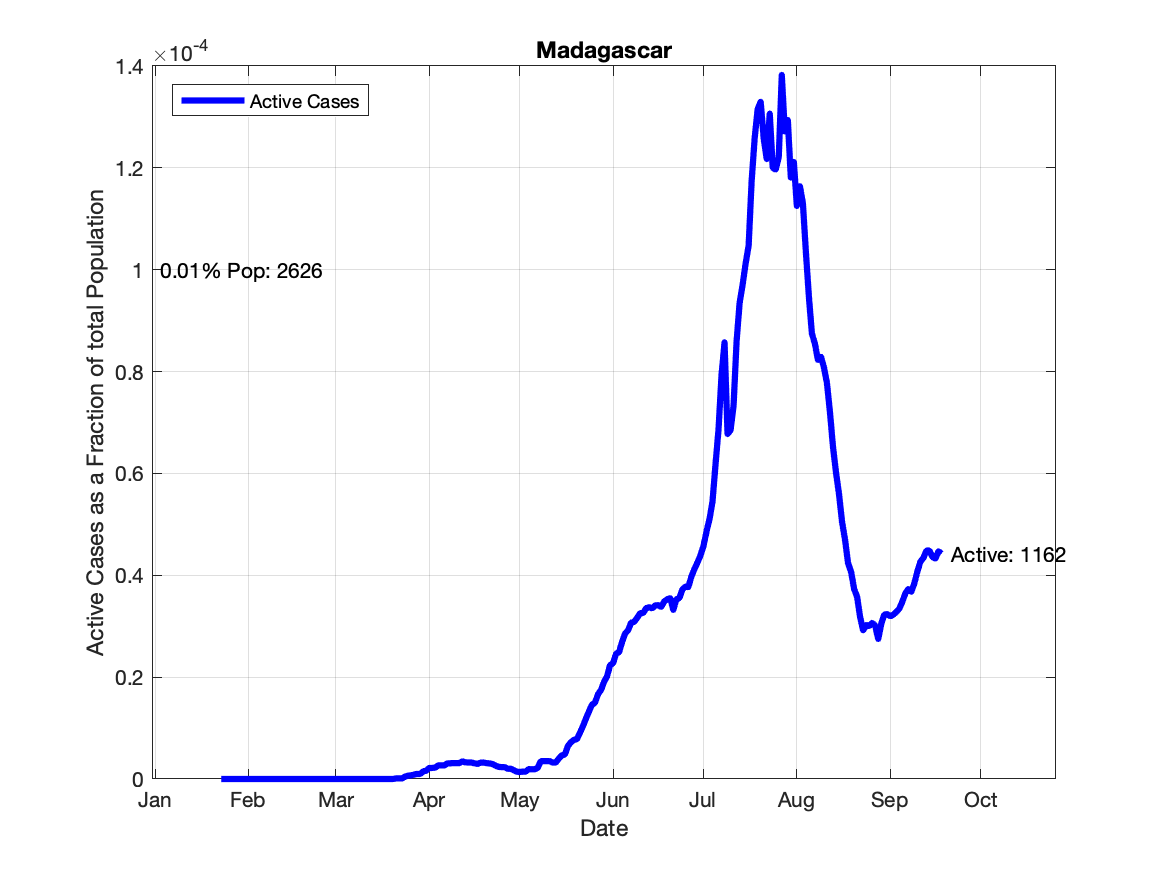 Madagascar
×10-4
Active Cases
1.4
1.2
1
0.8
0.6
0.4
0.2
0
0.01% Pop: 2626
Active: 1162
Active Cases as a Fraction of total Population
Jan Feb Mar Apr May Jun Jul Aug Sep Oct
Date